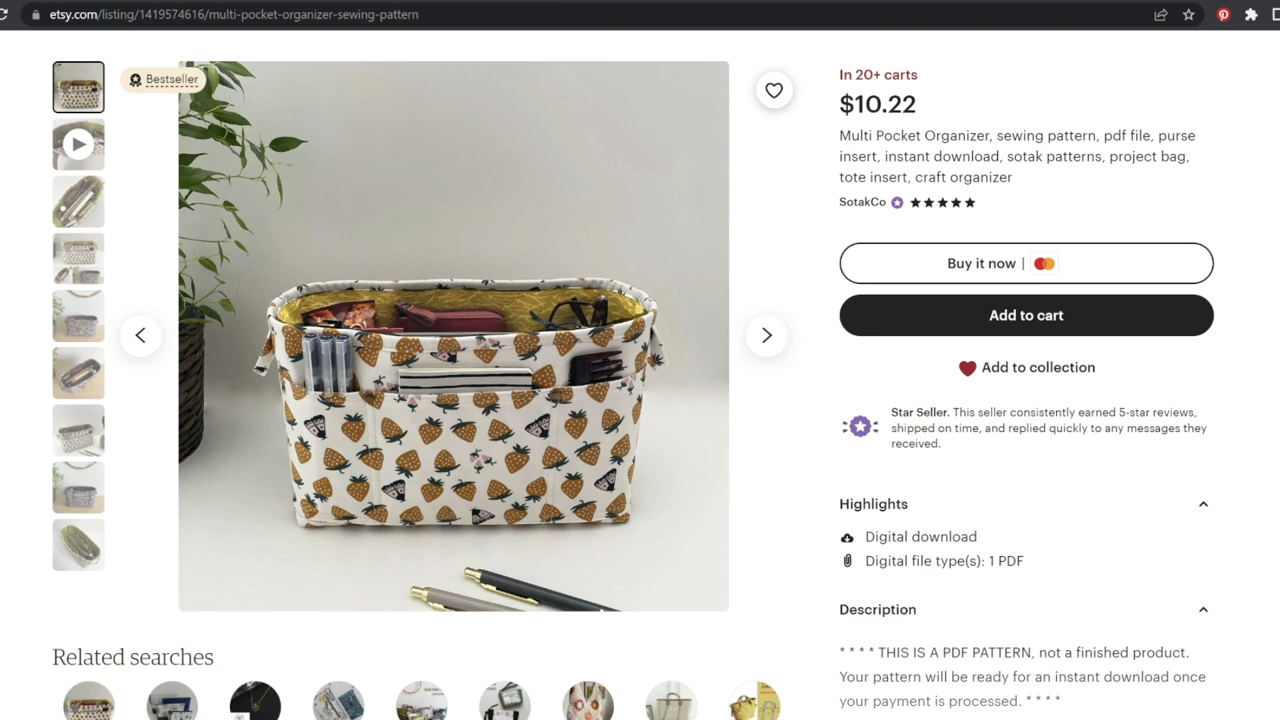 etsy.com/listing/1419574616/multi-pocket-organizer-sewing-pattern
Bestseller
In 20+ carts
$10.22
Multi Pocket Organizer, sewing pattern, pdf file, purse
insert, instant download, sotak patterns, project bag,
tote insert, craft organizer
SotakCo
Buy it now |
Add to cart
Add to collection
Star Seller. This seller consistently earned 5-star reviews,
shipped on time, and replied quickly to any messages they
received.
Highlights
Digital download
Digital file type(s): 1 PDF
Description
* * * * THIS IS A PDF PATTERN, not a finished product.
Your pattern will be ready for an instant download once
your payment is processed. * * * *
Related searches